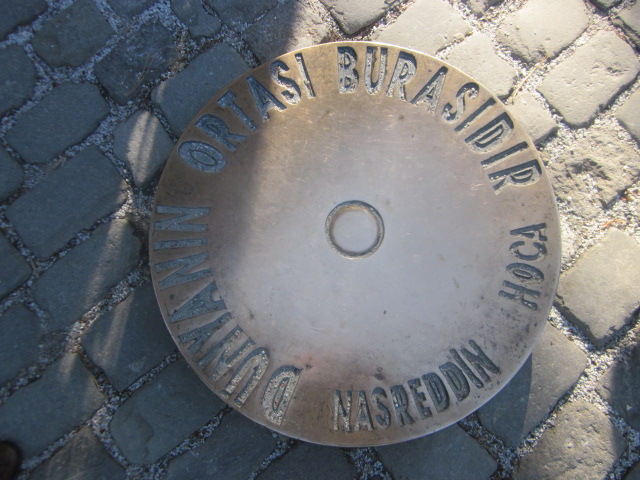 DÜNYANIN ORTASI BURASIDIR
NASREDDİN HOCA